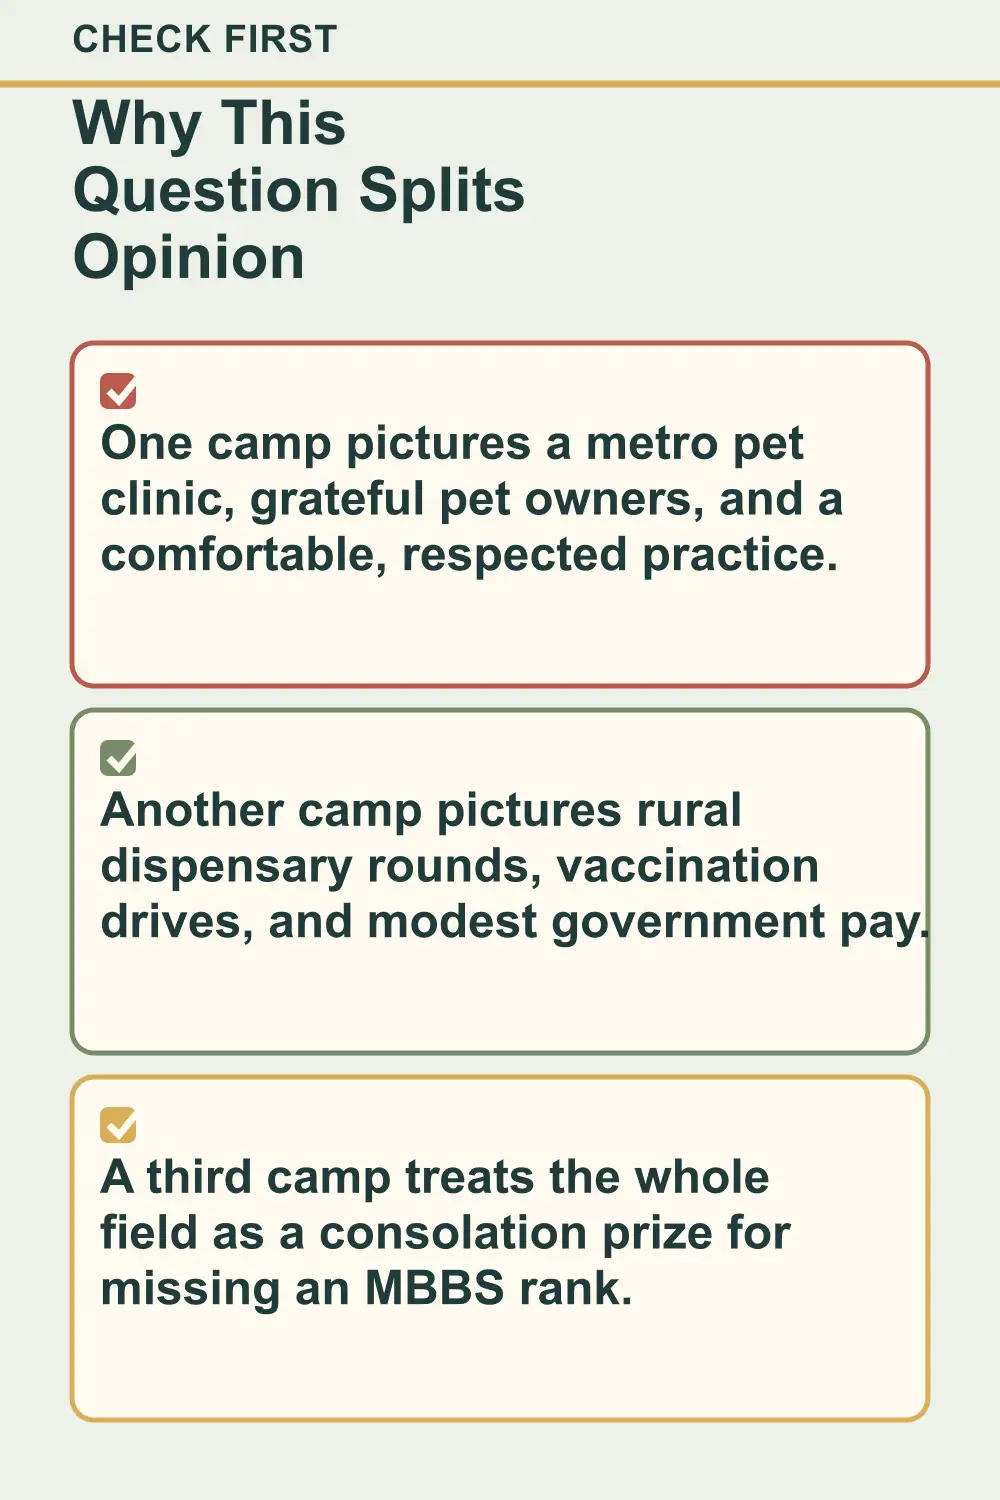 CHECK FIRST
Why This
Question Splits
Opinion
One camp pictures a metro pet
clinic, grateful pet owners, and a
comfortable, respected practice.
Another camp pictures rural
dispensary rounds, vaccination
drives, and modest government pay.
A third camp treats the whole
field as a consolation prize for
missing an MBBS rank.